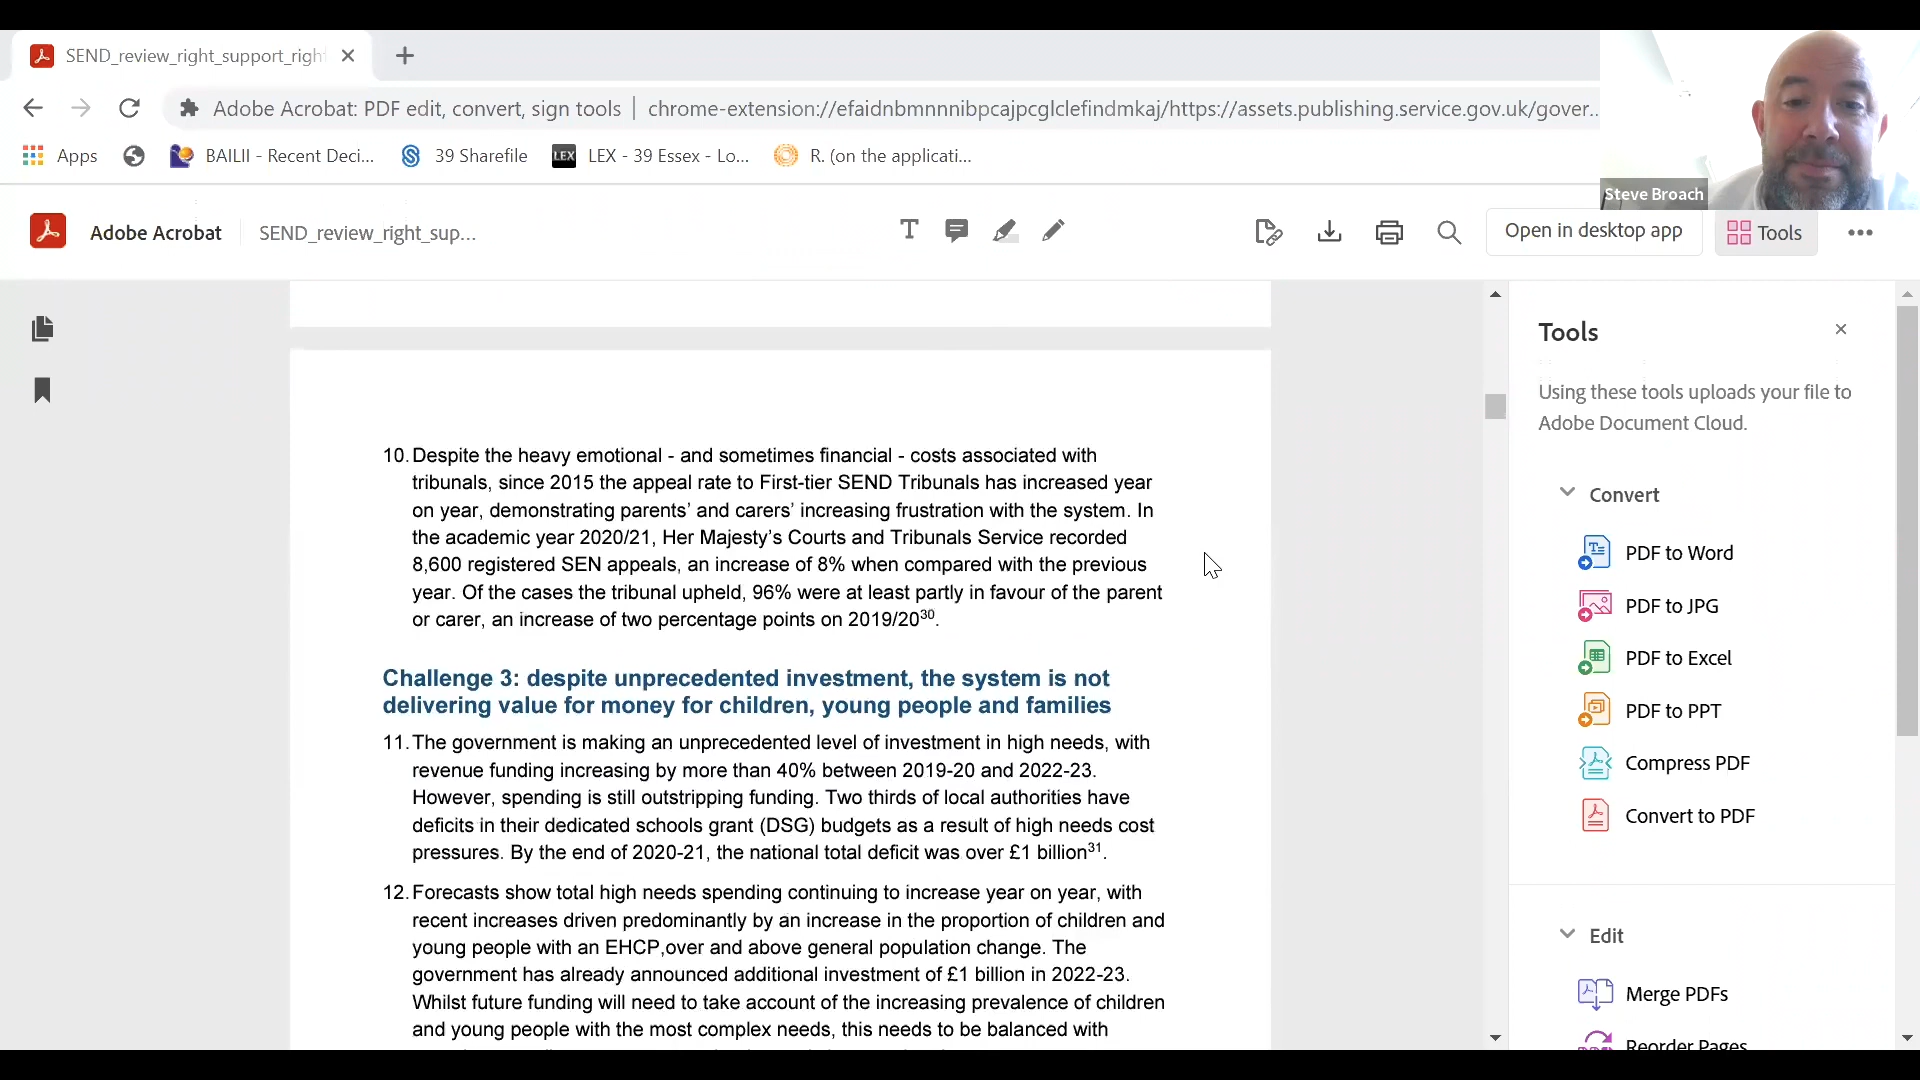 SEND_review_right_support_righ
Adobe Acrobat: PDF edit, convert, sign tools | chrome-extension://efaidnbmnnnibpcajpcglclefindmkaj/https://assets.publishing.service.gov.uk/gover...
Apps BAILII - Recent Deci... 39 Sharefile LEX LEX - 39 Essex - Lo... R. (on the applicati...
Steve Broach
Adobe Acrobat SEND_review_right_sup... Open in desktop app Tools
Tools
Using these tools uploads your file to
Adobe Document Cloud.
Convert
PDF to Word
PDF to JPG
PDF to Excel
PDF to PPT
Compress PDF
Convert to PDF
Edit
Merge PDFs
Reorder Pages
10. Despite the heavy emotional - and sometimes financial - costs associated with
tribunals, since 2015 the appeal rate to First-tier SEND Tribunals has increased year
on year, demonstrating parents’ and carers’ increasing frustration with the system. In
the academic year 2020/21, Her Majesty’s Courts and Tribunals Service recorded
8,600 registered SEN appeals, an increase of 8% when compared with the previous
year. Of the cases the tribunal upheld, 96% were at least partly in favour of the parent
or carer, an increase of two percentage points on 2019/20³⁰.
Challenge 3: despite unprecedented investment, the system is not
delivering value for money for children, young people and families
11. The government is making an unprecedented level of investment in high needs, with
revenue funding increasing by more than 40% between 2019-20 and 2022-23.
However, spending is still outstripping funding. Two thirds of local authorities have
deficits in their dedicated schools grant (DSG) budgets as a result of high needs cost
pressures. By the end of 2020-21, the national total deficit was over £1 billion³¹.
12. Forecasts show total high needs spending continuing to increase year on year, with
recent increases driven predominantly by an increase in the proportion of children and
young people with an EHCP,over and above general population change. The
government has already announced additional investment of £1 billion in 2022-23.
Whilst future funding will need to take account of the increasing prevalence of children
and young people with the most complex needs, this needs to be balanced with